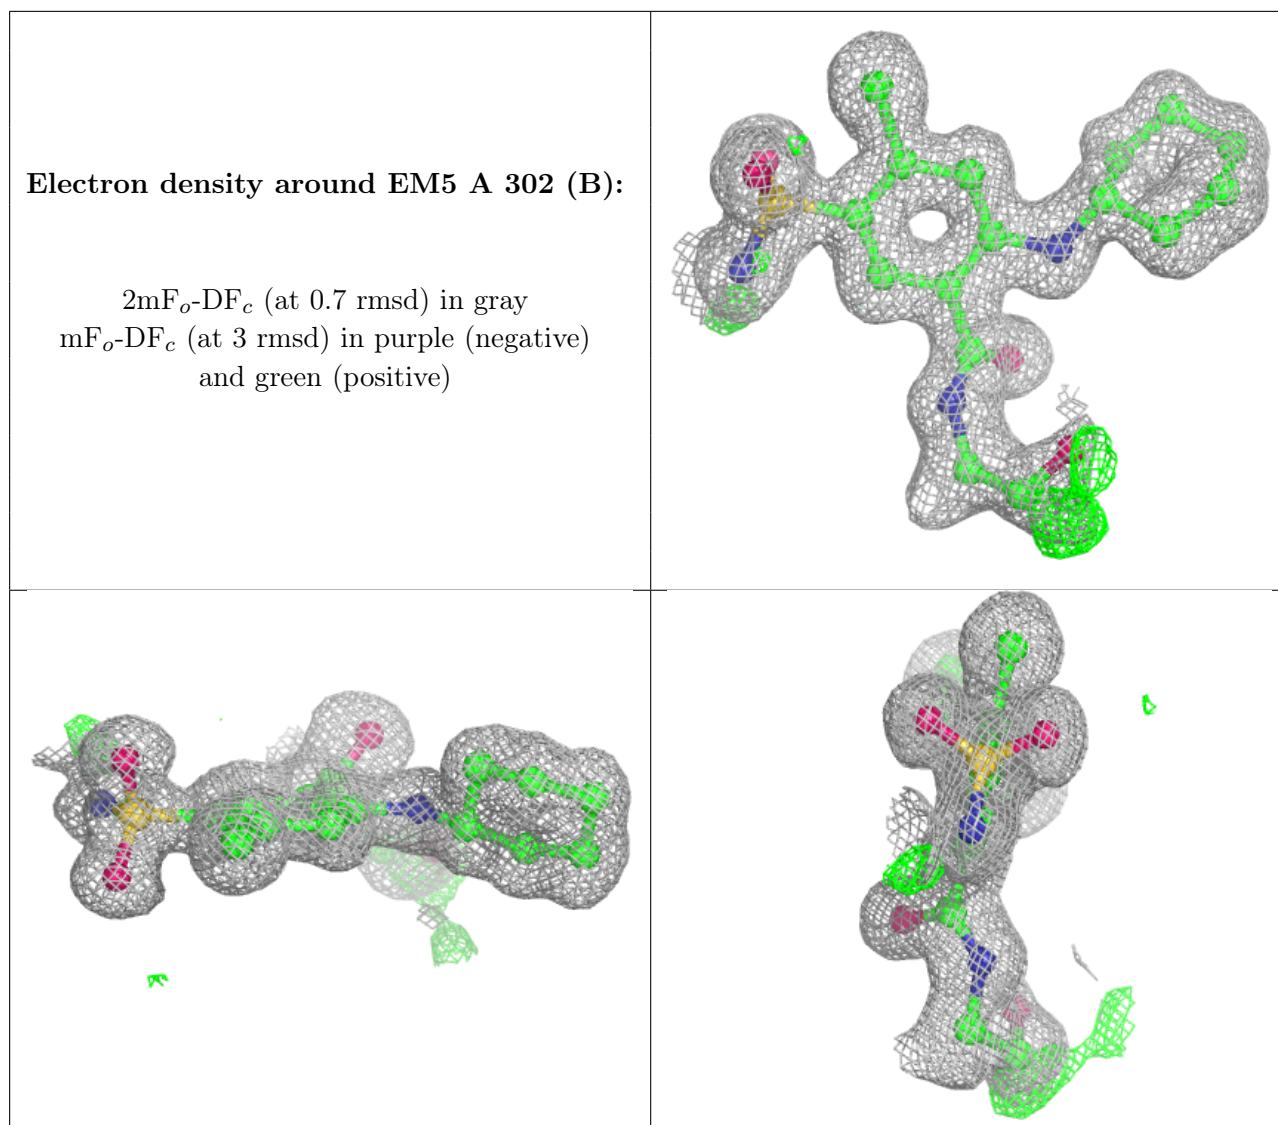 Electron density around EM5 A 302 (B):
2mFo-DFc (at 0.7 rmsd) in gray
mFo-DFc (at 3 rmsd) in purple (negative)
and green (positive)